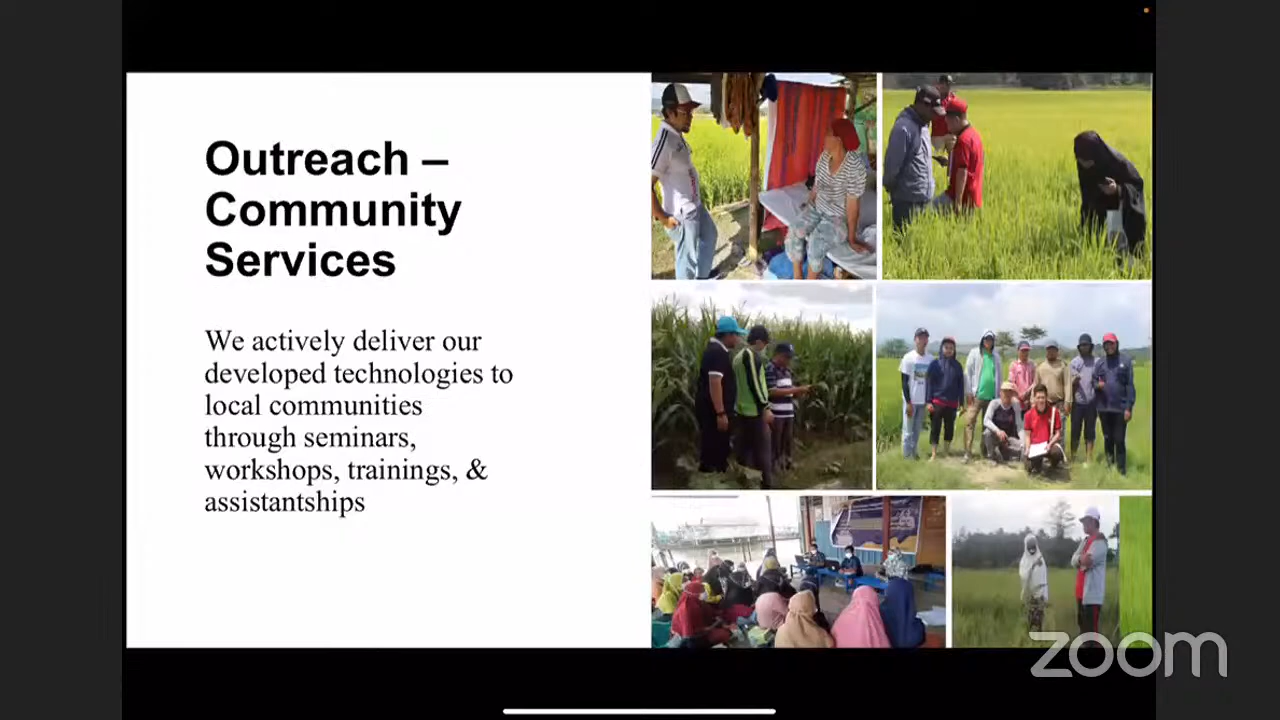 Outreach –
Community
Services
We actively deliver our
developed technologies to
local communities
through seminars,
workshops, trainings, &
assistantships
zoom